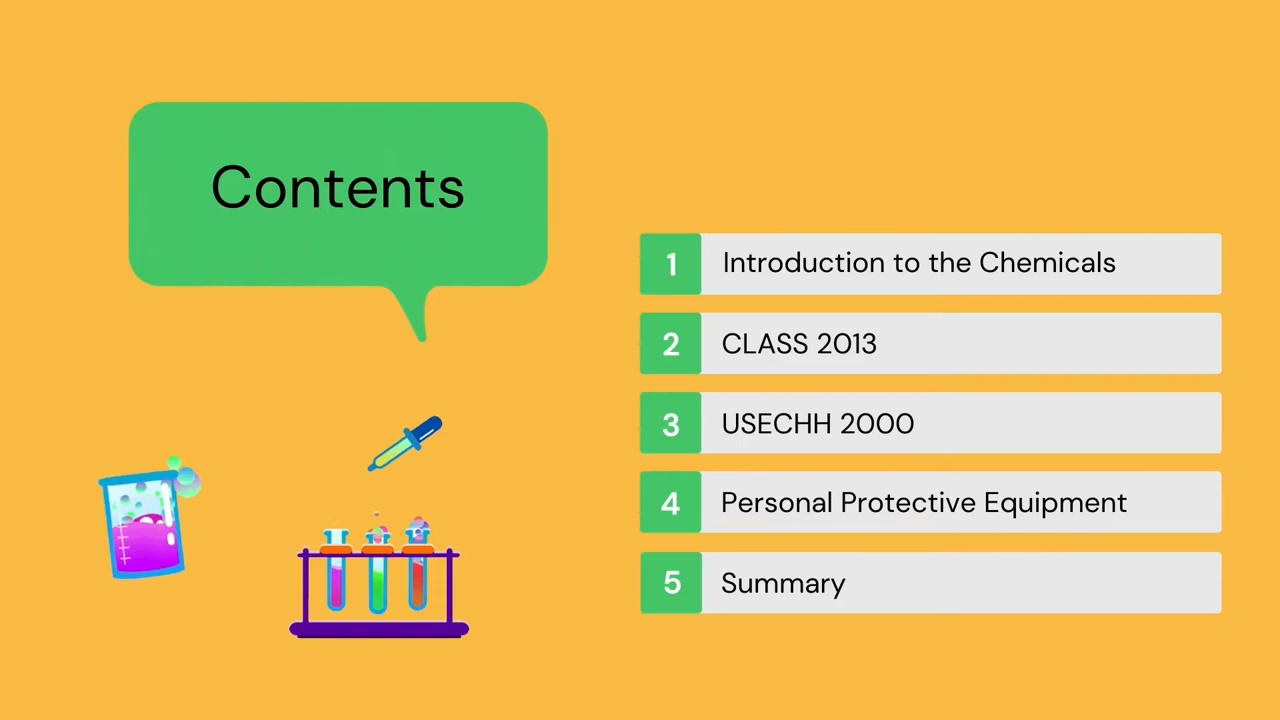 Contents
1 Introduction to the Chemicals
2 CLASS 2013
3 USECHH 2000
4 Personal Protective Equipment
5 Summary